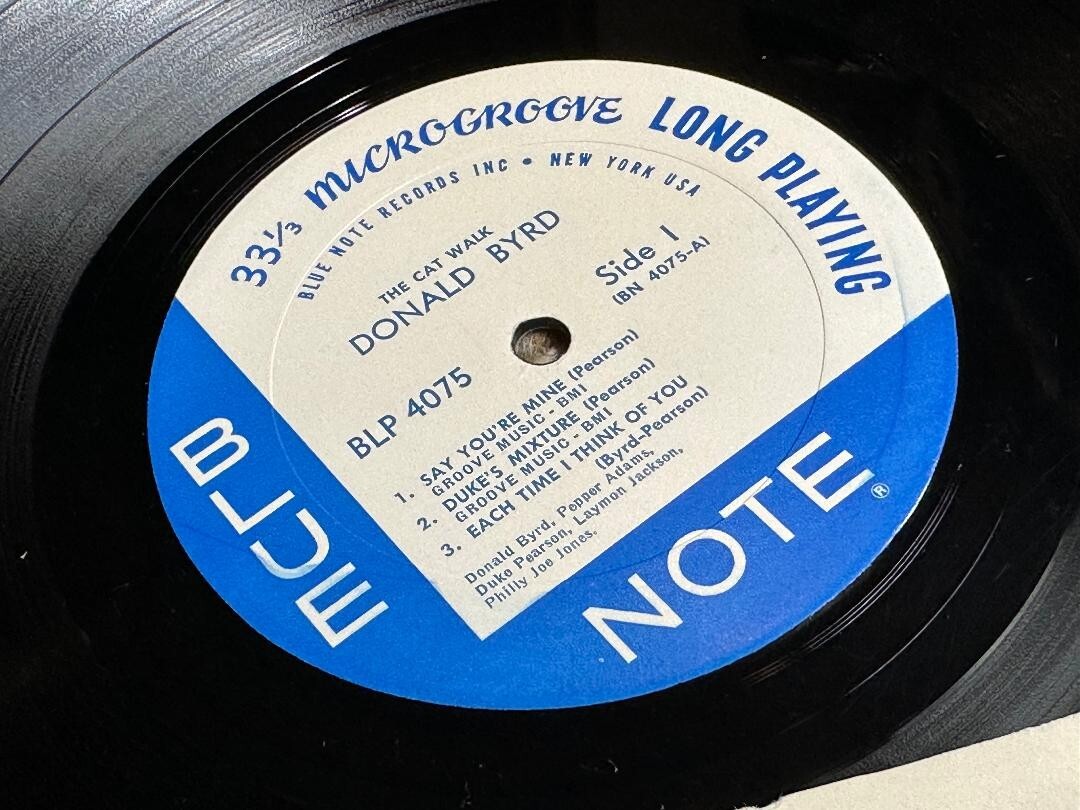 33⅓ MICROGROOVE LONG PLAYING
BLUE NOTE RECORDS INC • NEW YORK USA
THE CAT WALK
DONALD BYRD
BLP 4075
Side 1
(BN 4075-A)
1. SAY YOU'RE MINE (Pearson)
GROOVE MUSIC - BMI
2. DUKE'S MIXTURE (Pearson)
GROOVE MUSIC - BMI
3. EACH TIME I THINK OF YOU
(Byrd-Pearson)
Donald Byrd, Pepper Adams,
Duke Pearson, Laymon Jackson,
Philly Joe Jones.
BLUE
NOTE®